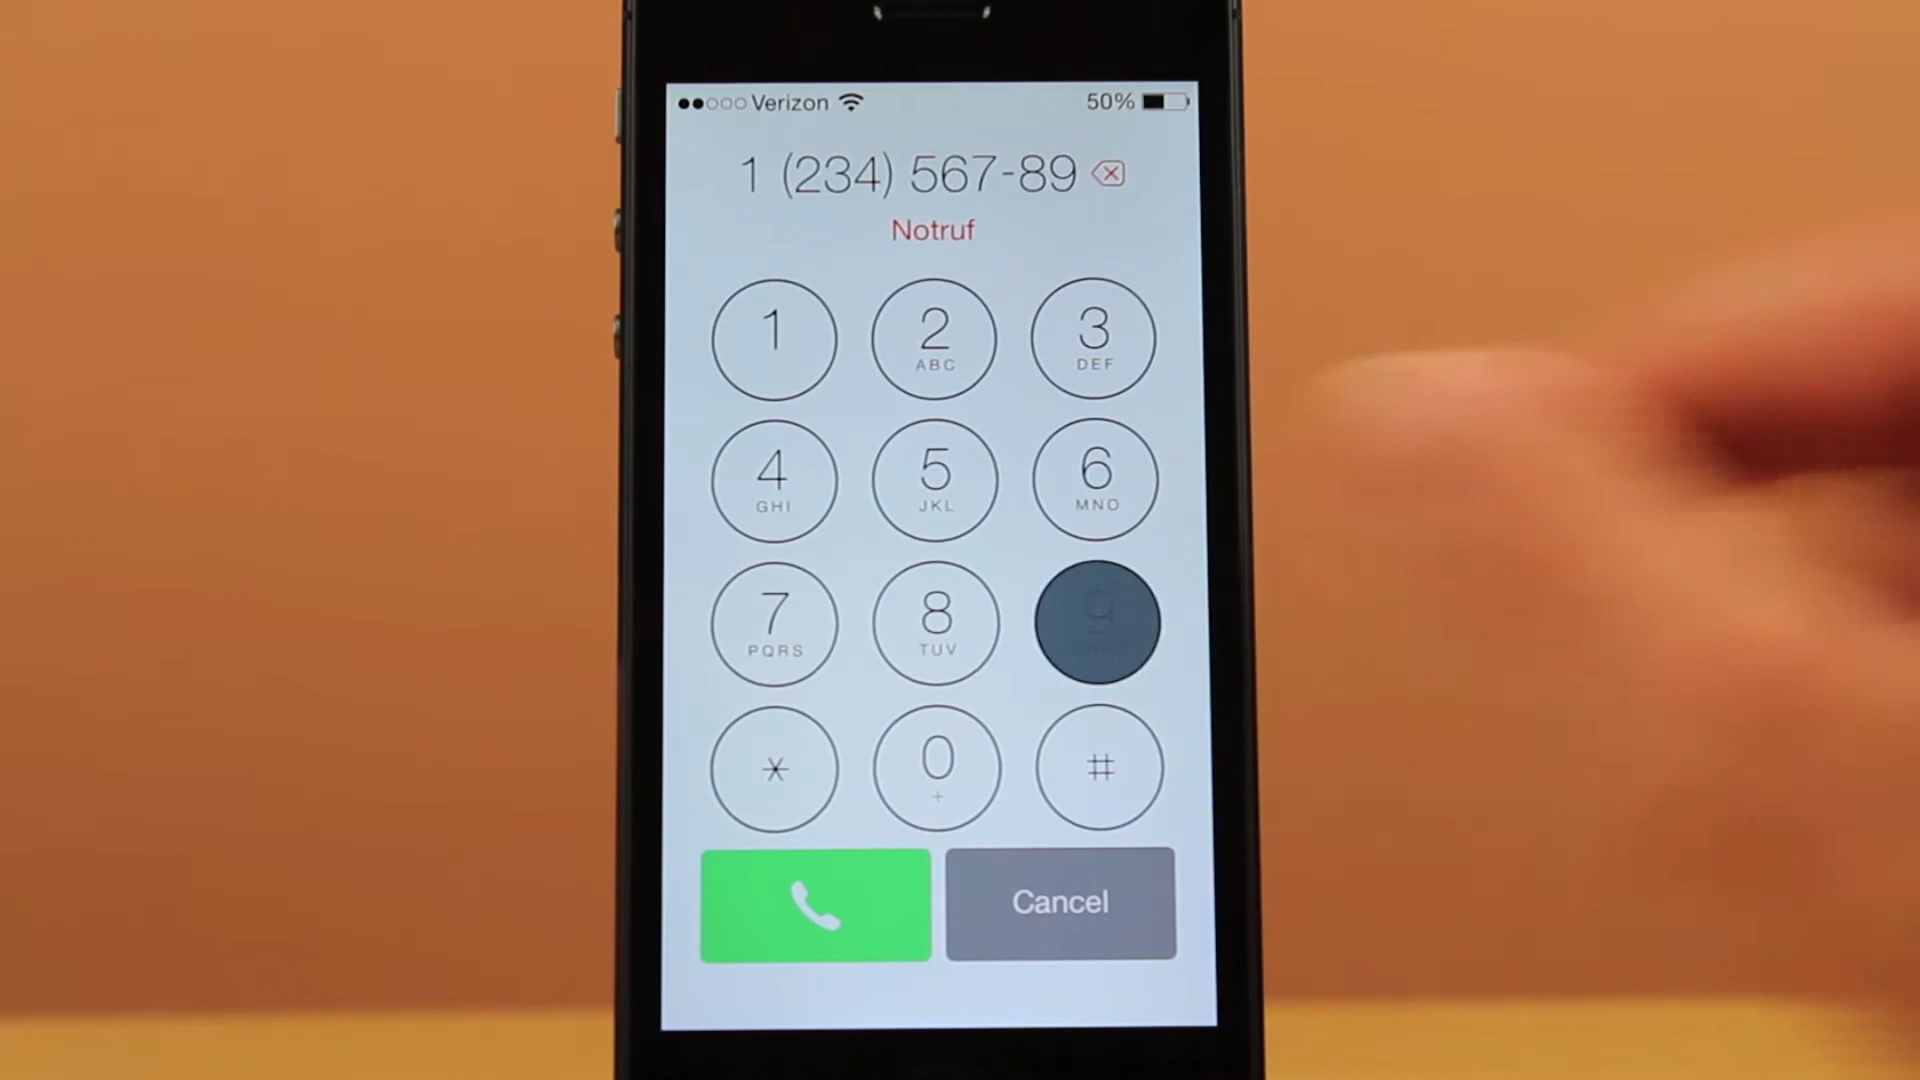 Verizon 50%
1 (234) 567-89
Notruf
1 2 3
ABC DEF
4 5 6
GHI JKL MNO
7 8
PQRS TUV
* 0 #
+
Cancel